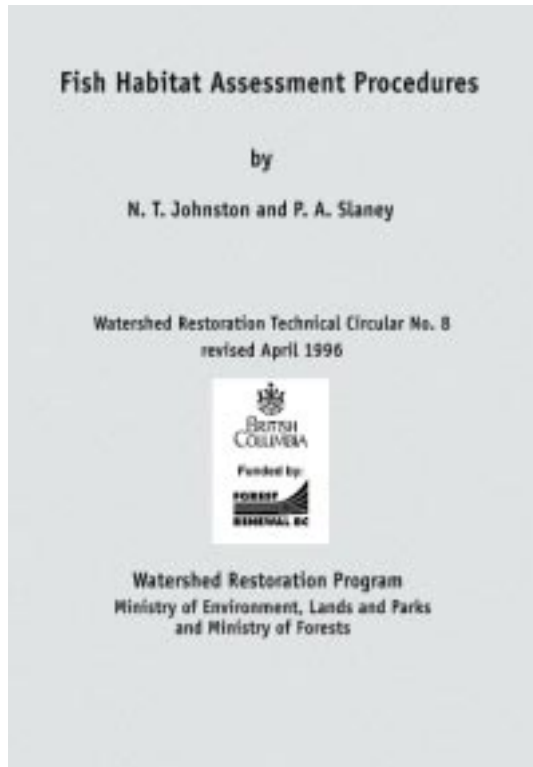 Fish Habitat Assessment Procedures
by
N. T. Johnston and P. A. Slaney
Watershed Restoration Technical Circular No. 8
revised April 1996
BRITISH
COLUMBIA
Funded by:
FOREST
RENEWAL BC
Watershed Restoration Program
Ministry of Environment, Lands and Parks
and Ministry of Forests